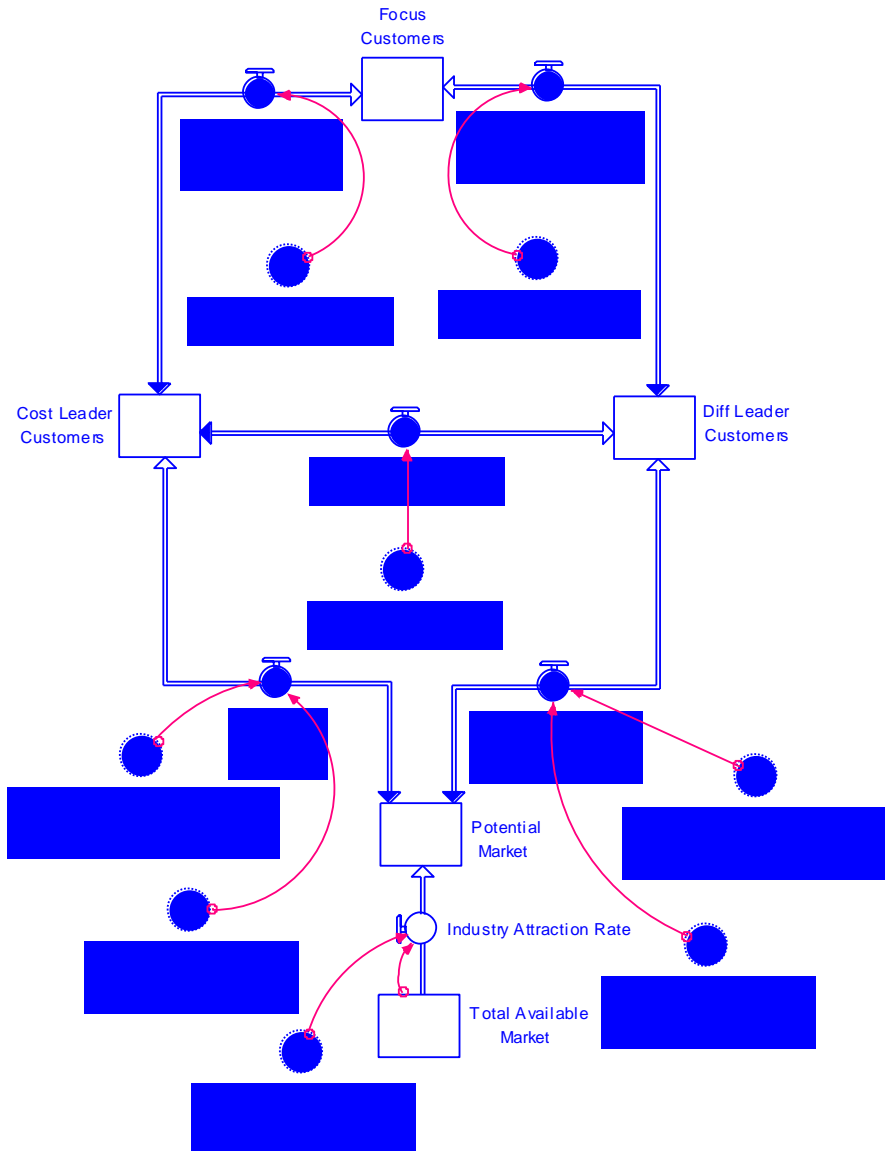 Focus
Customers
Cost Leader
Customers
Diff Leader
Customers
Potential
Market
Industry Attraction Rate
Total Available
Market